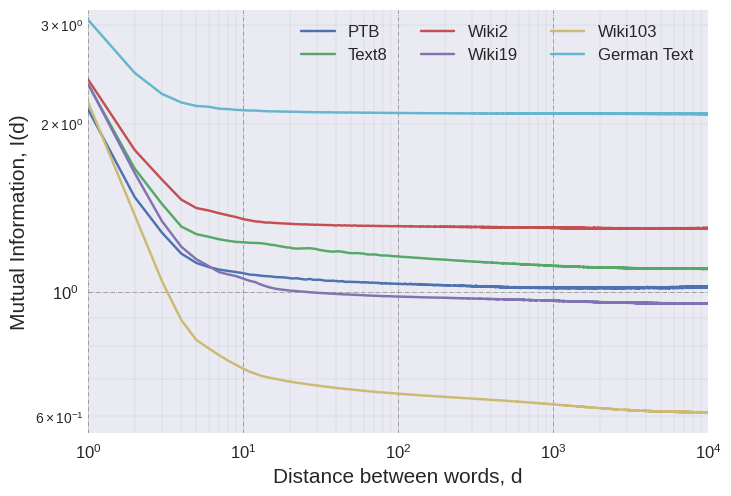 PTB
Text8
Wiki2
Wiki19
Wiki103
German Text
Mutual Information, I(d)
3 × 10⁰
2 × 10⁰
10⁰
6 × 10⁻¹
10⁰ 10¹ 10² 10³ 10⁴
Distance between words, d